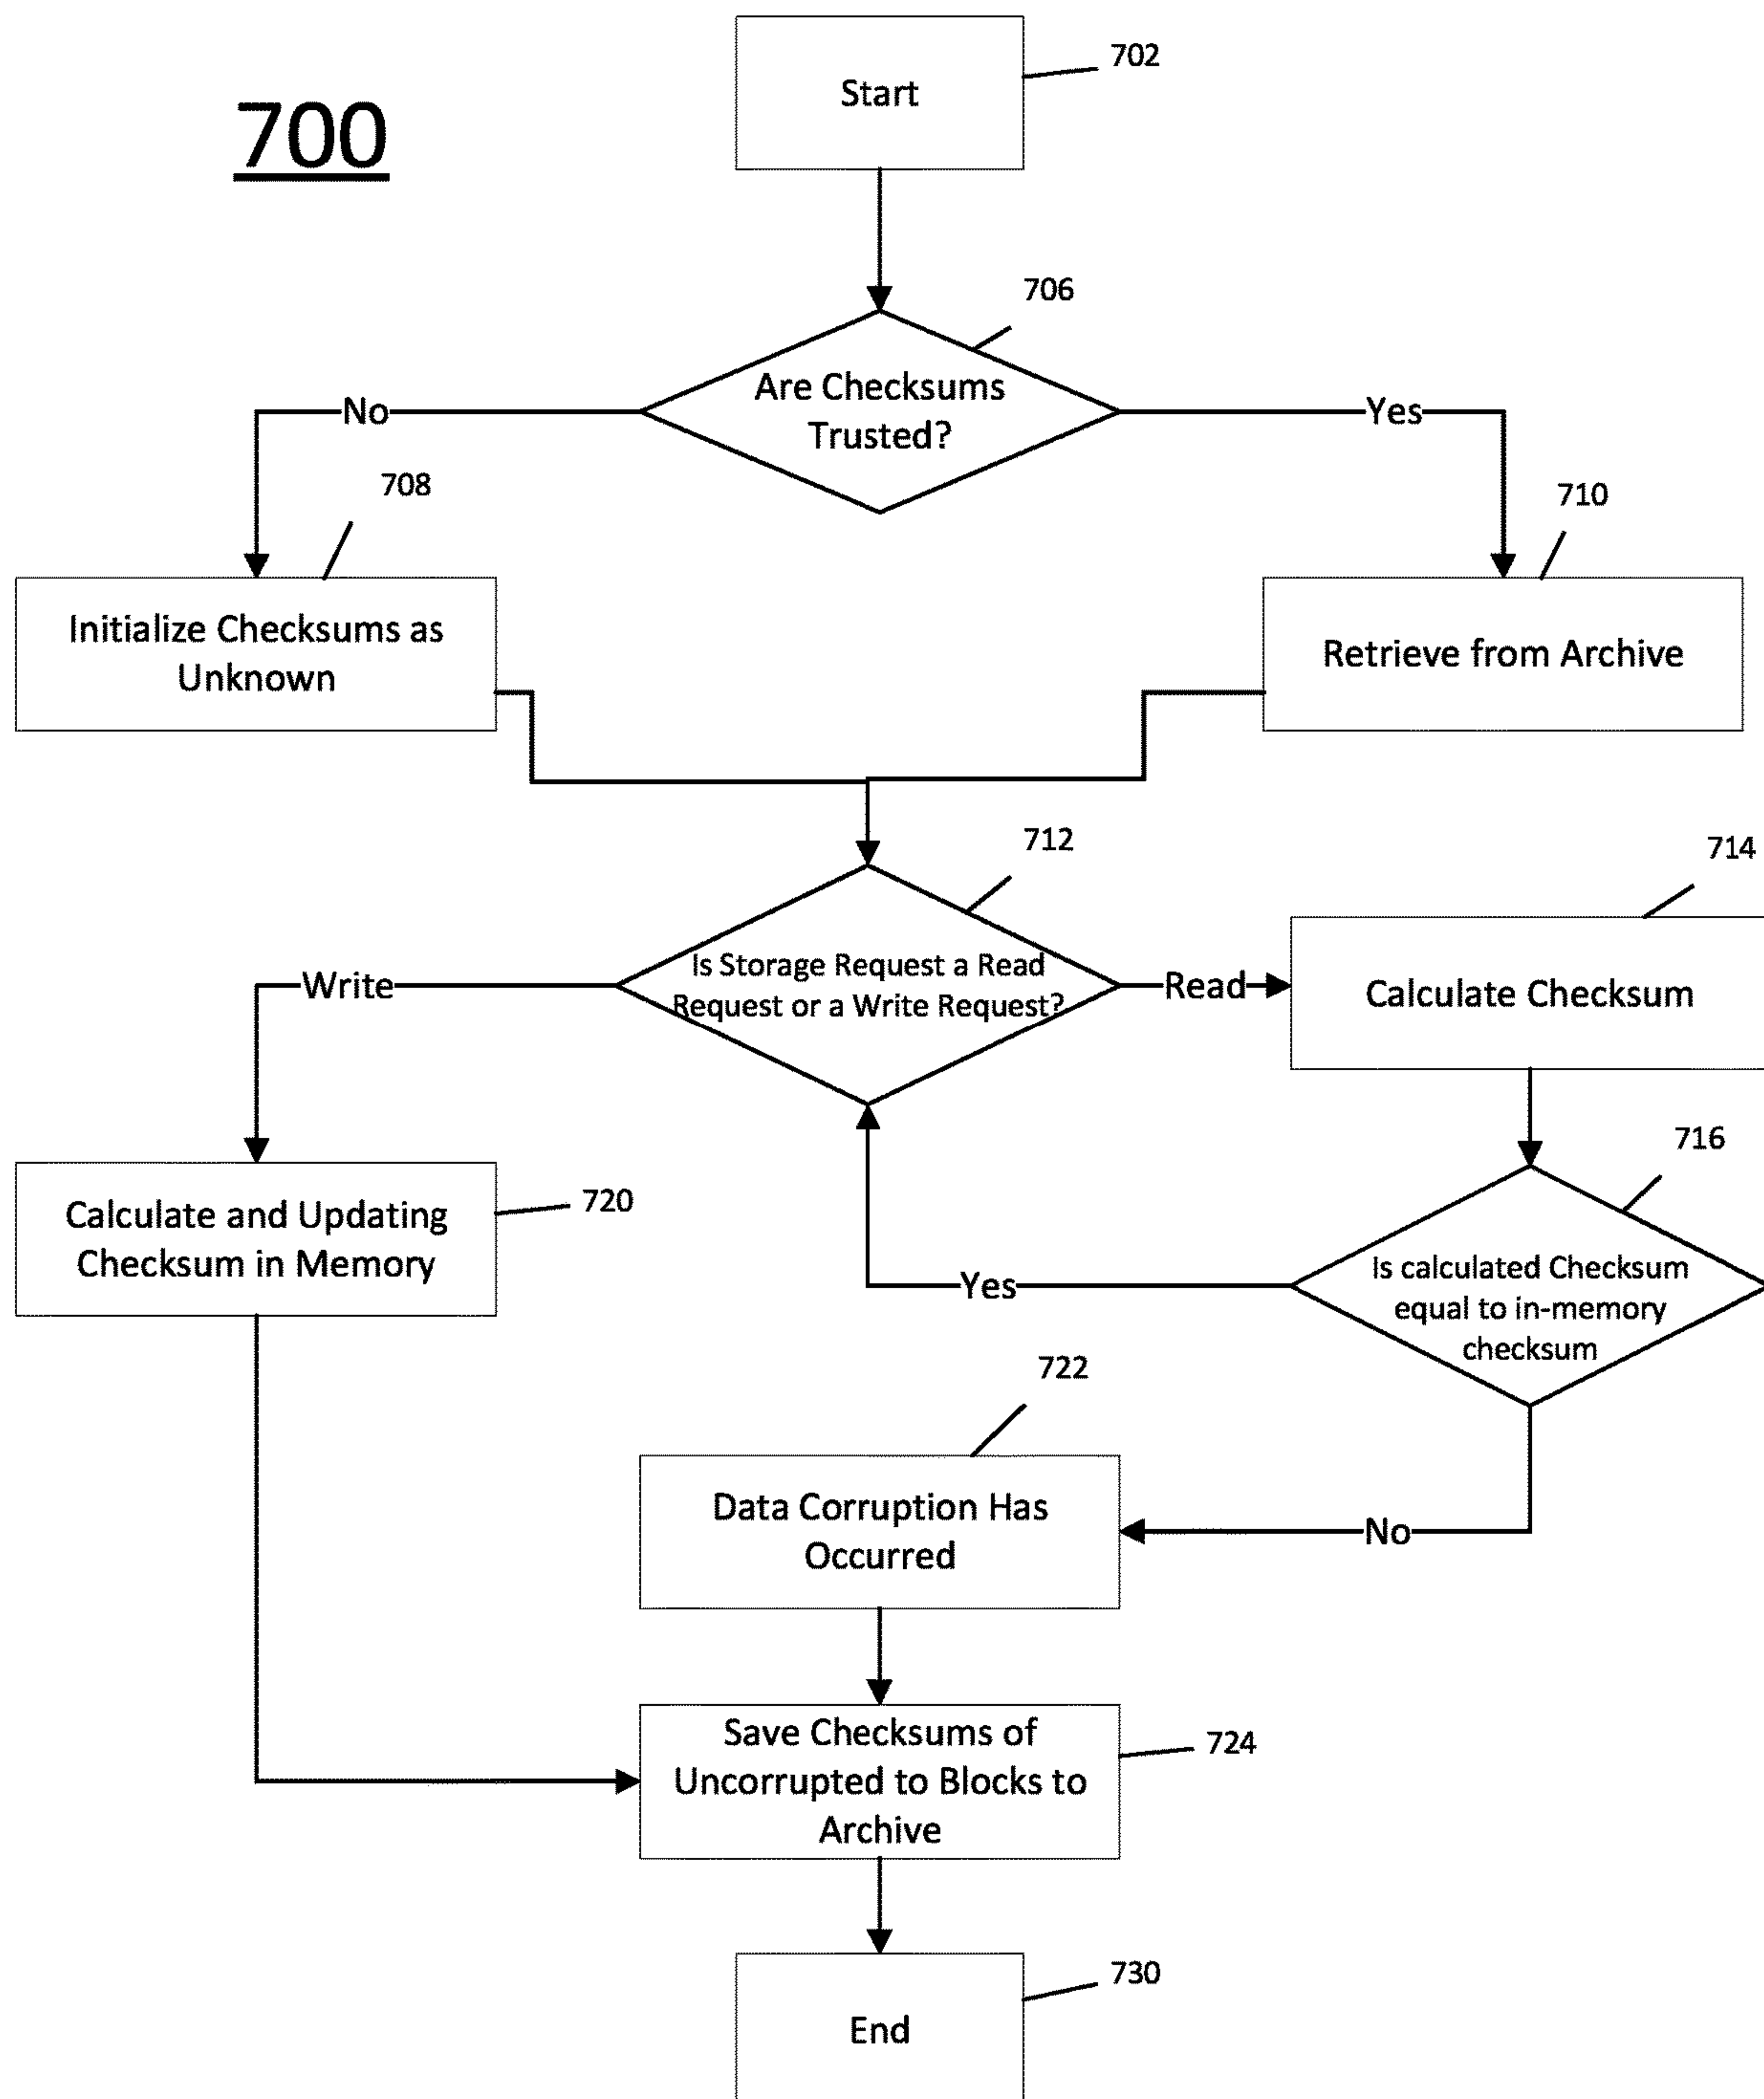 700
702
Start
706
Are Checksums
Trusted?
No
Yes
708
710
Initialize Checksums as
Unknown
Retrieve from Archive
712
714
Is Storage Request a Read
Request or a Write Request?
Write
Read
Calculate Checksum
716
Calculate and Updating
Checksum in Memory
720
Is calculated Checksum
equal to in-memory
checksum
Yes
722
Data Corruption Has
Occurred
No
Save Checksums of
Uncorrupted to Blocks to
Archive
724
730
End